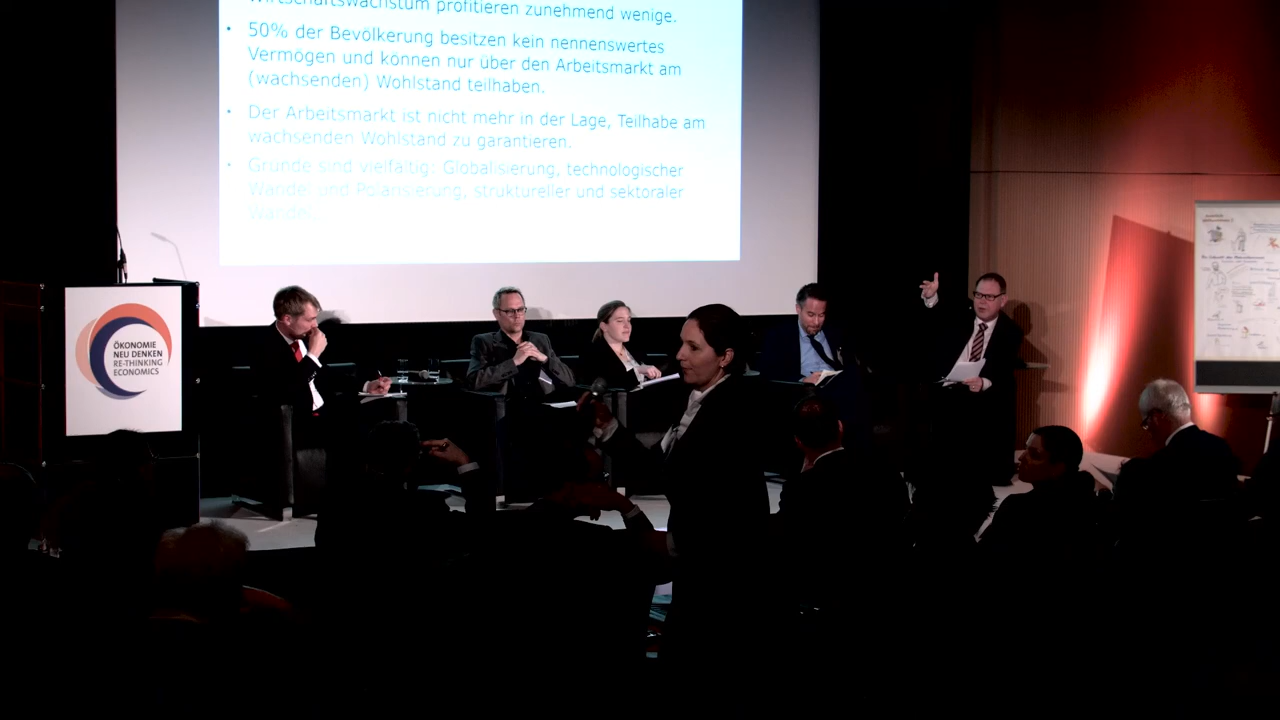 Wirtschaftswachstum profitieren zunehmend wenige.
• 50% der Bevölkerung besitzen kein nennenswertes
Vermögen und können nur über den Arbeitsmarkt am
(wachsenden) Wohlstand teilhaben.
• Der Arbeitsmarkt ist nicht mehr in der Lage, Teilhabe am
wachsenden Wohlstand zu garantieren.
• Gründe sind vielfältig: Globalisierung, technologischer
Wandel und Polarisierung, struktureller und sektoraler
Wandel
ÖKONOMIE
NEU DENKEN
RE-THINKING
ECONOMICS